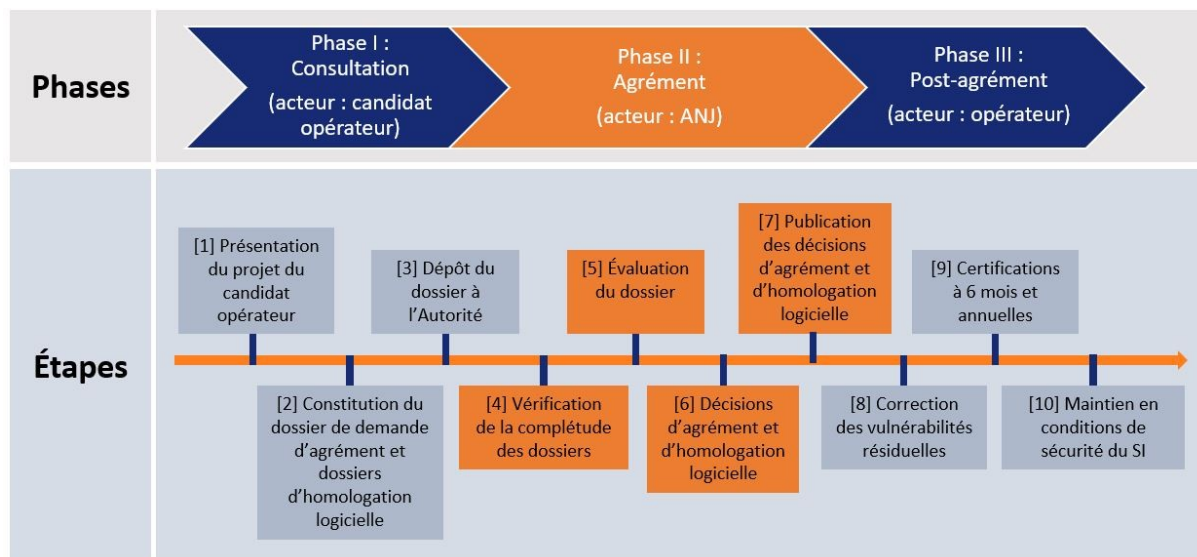 Phases
Phase I :
Consultation
(acteur : candidat
opérateur)
Phase II :
Agrément
(acteur : ANJ)
Phase III :
Post-agrément
(acteur : opérateur)
Étapes
[1] Présentation
du projet du
candidat
opérateur
[2] Constitution du
dossier de demande
d’agrément et
dossiers
d’homologation
logicielle
[3] Dépôt du
dossier à
l’Autorité
[4] Vérification
de la complétude
des dossiers
[5] Évaluation
du dossier
[6] Décisions
d’agrément et
d’homologation
logicielle
[7] Publication
des décisions
d’agrément et
d’homologation
logicielle
[8] Correction
des vulnérabilités
résiduelles
[9] Certifications
à 6 mois et
annuelles
[10] Maintien en
conditions de
sécurité du SI